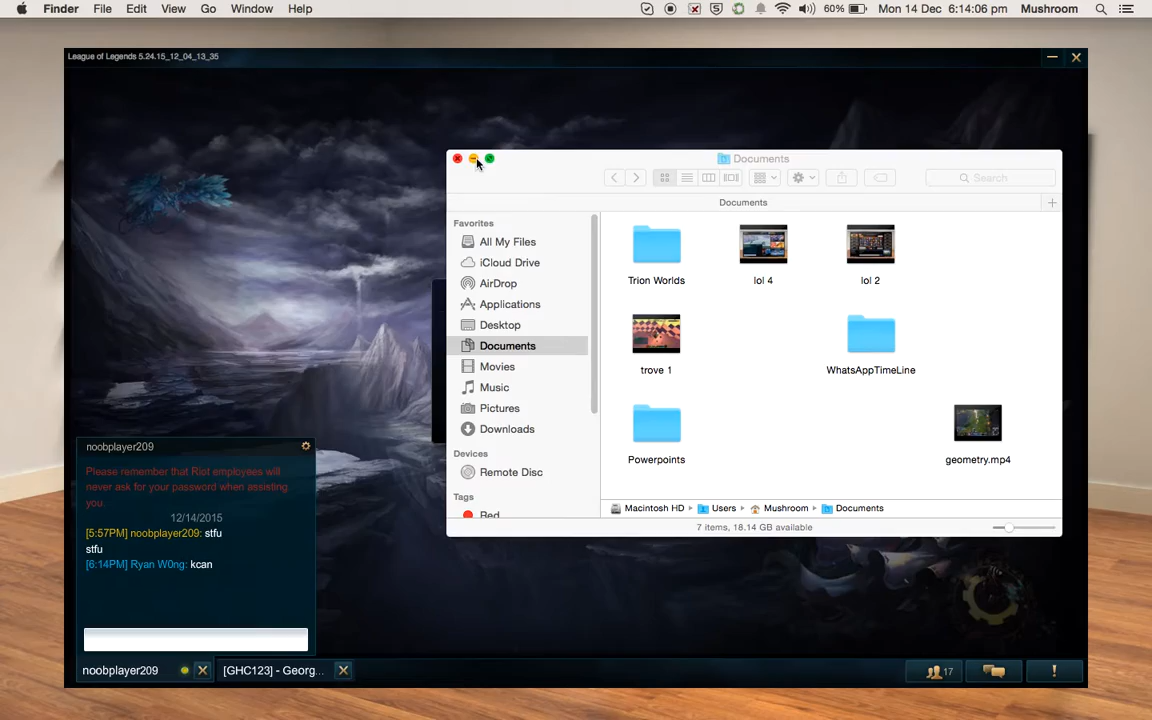 Finder File Edit View Go Window Help 60% Mon 14 Dec 6:14:06 pm Mushroom
League of Legends 5.24.15_12_04_13_35
Documents
Search
Documents
Favorites
All My Files
iCloud Drive
AirDrop
Applications
Desktop
Documents
Movies
Music
Pictures
Downloads
Devices
Remote Disc
Tags
Red
Trion Worlds lol 4 lol 2
trove 1 WhatsAppTimeLine
Powerpoints geometry.mp4
Macintosh HD Users Mushroom Documents
7 items, 18.14 GB available
noobplayer209
Please remember that Riot employees will
never ask for your password when assisting
you.
12/14/2015
[5:57PM] noobplayer209: stfu
stfu
[6:14PM] Ryan W0ng: kcan
noobplayer209 [GHC123] - Georg... 17